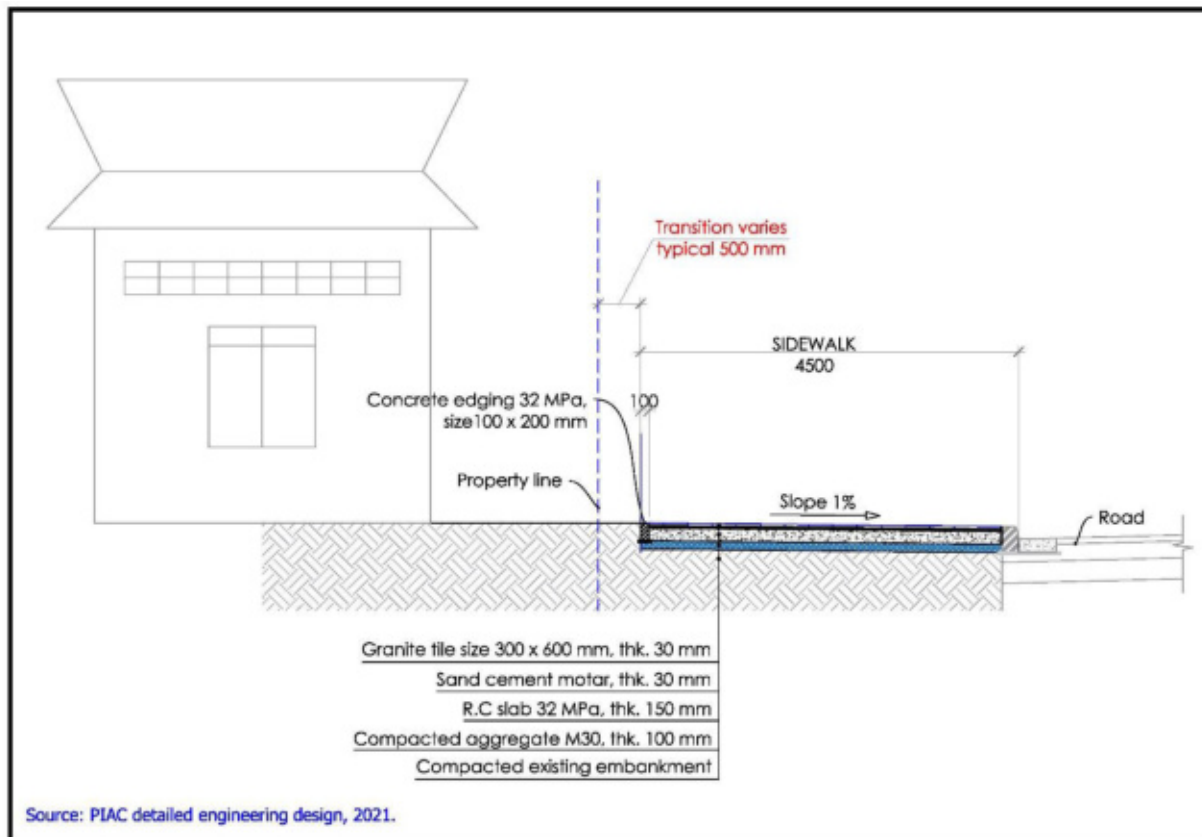 Transition varies
typical 500 mm
SIDEWALK
4500
Concrete edging 32 MPa,
size100 x 200 mm
100
Property line
Slope 1%
Road
Granite tile size 300 x 600 mm, thk. 30 mm
Sand cement motar, thk. 30 mm
R.C slab 32 MPa, thk. 150 mm
Compacted aggregate M30, thk. 100 mm
Compacted existing embankment
Source: PIAC detailed engineering design, 2021.